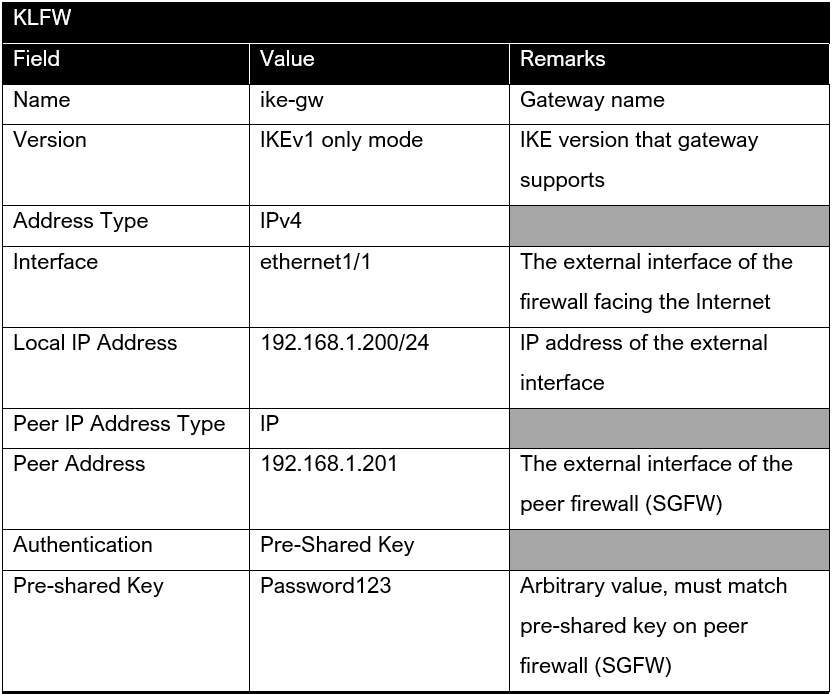 KLFW
Field Value Remarks
Name ike-gw Gateway name
Version IKEv1 only mode IKE version that gateway
supports
Address Type IPv4
Interface ethernet1/1 The external interface of the
firewall facing the Internet
Local IP Address 192.168.1.200/24 IP address of the external
interface
Peer IP Address Type IP
Peer Address 192.168.1.201 The external interface of the
peer firewall (SGFW)
Authentication Pre-Shared Key
Pre-shared Key Password123 Arbitrary value, must match
pre-shared key on peer
firewall (SGFW)